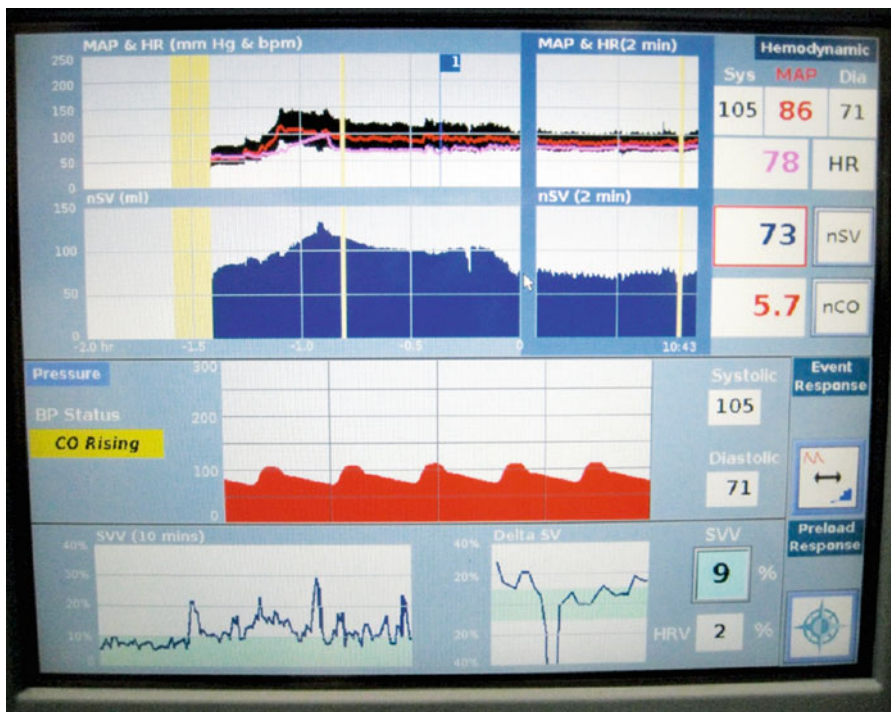 MAP & HR (mm Hg & bpm)
MAP & HR(2 min)
Hemodynamic
Sys MAP Dia
250
200
150
100
50
0
1
105 86 71
78 HR
nSV (ml)
nSV (2 min)
150
100
50
0
73 nSV
5.7 nCO
-2.0 hr -1.5 -1.0 -0.5 0 10:43
Pressure
BP Status
CO Rising
300
200
100
0
Systolic
105
Diastolic
71
Event
Response
SVV (10 mins)
40%
30%
20%
10%
0
Delta SV
40%
20%
20%
40%
SVV
9 %
HRV 2 %
Preload
Response